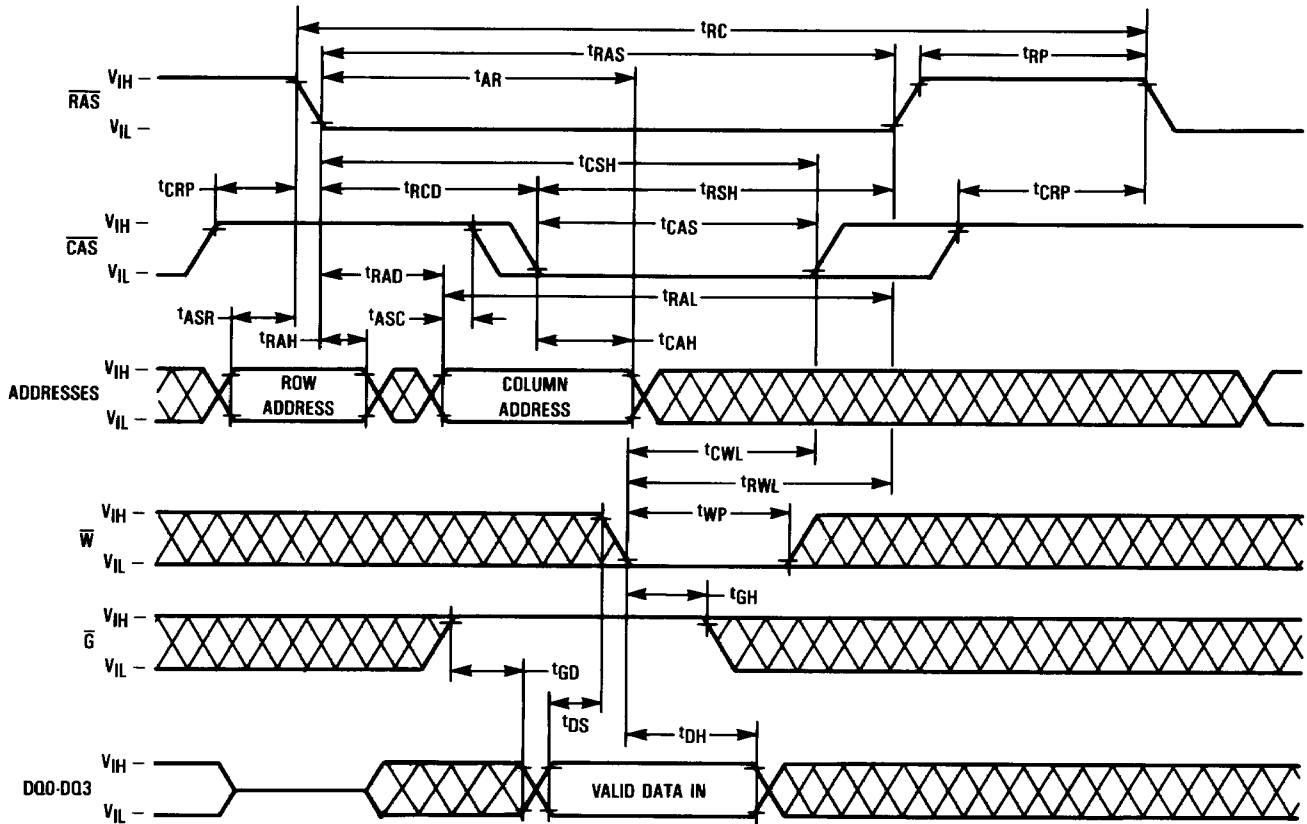 tRC
tRAS
tRP
tAR
VIH
RAS
VIL
tCSH
tCRP
tRCD
tRSH
tCRP
VIH
tCAS
CAS
VIL
tRAD
tRAL
tASR
tASC
tRAH
tCAH
VIH
ADDRESSES
ROW ADDRESS
COLUMN ADDRESS
VIL
tCWL
tRWL
VIH
tWP
W
VIL
tGH
VIH
G
VIL
tGD
tDS
tDH
VIH
DQ0-DQ3
VALID DATA IN
VIL